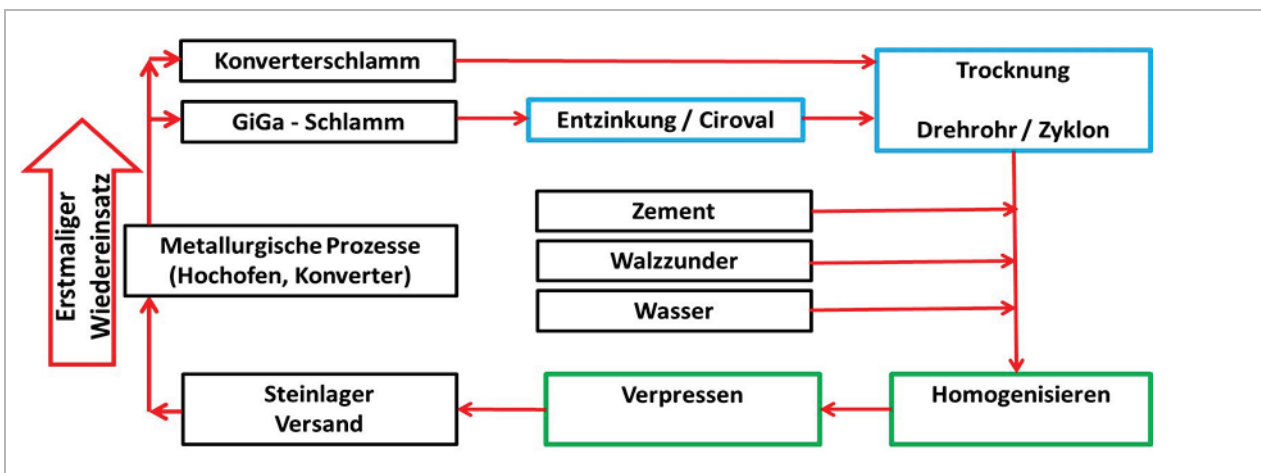 Konverterschlamm
GiGa - Schlamm
Entzinkung / Ciroval
Trocknung
Drehrohr / Zyklon
Erstmaliger
Wiedereinsatz
Metallurgische Prozesse
(Hochofen, Konverter)
Zement
Walzzunder
Wasser
Steinlager
Versand
Verpressen
Homogenisieren